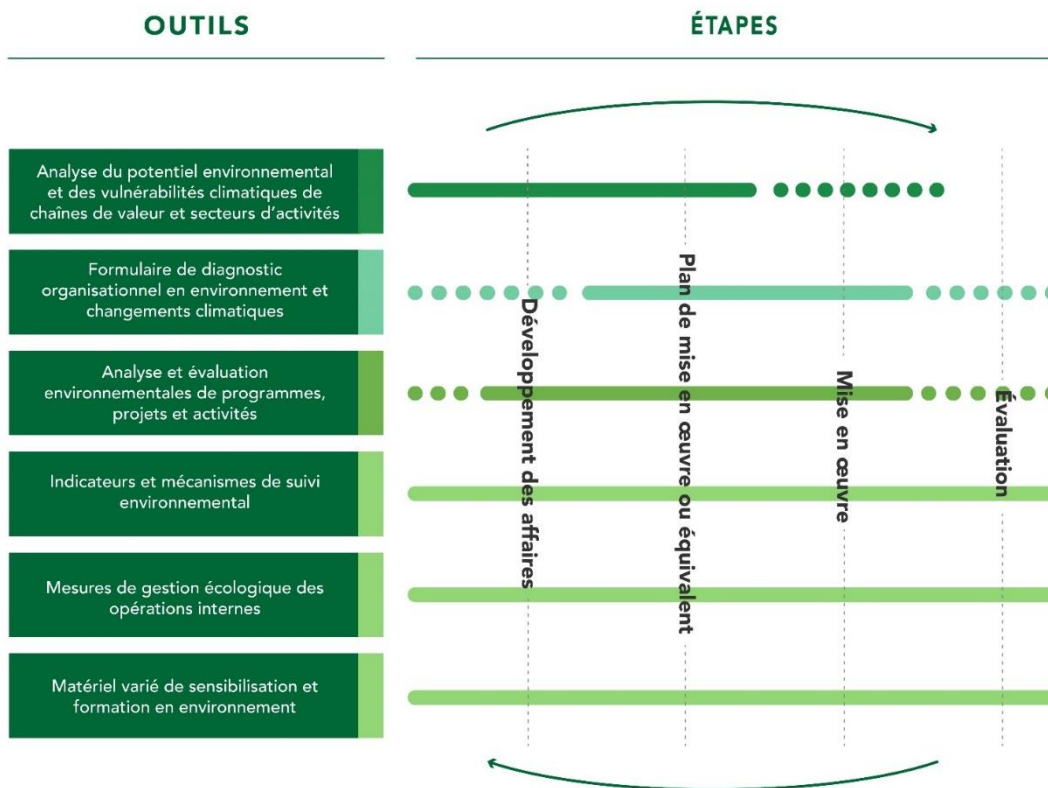 OUTILS
ÉTAPES
Analyse du potentiel environnemental
et des vulnérabilités climatiques de
chaînes de valeur et secteurs d'activités
Formulaire de diagnostic
organisationnel en environnement et
changements climatiques
Analyse et évaluation
environnementales de programmes,
projets et activités
Indicateurs et mécanismes de suivi
environnemental
Mesures de gestion écologique des
opérations internes
Matériel varié de sensibilisation et
formation en environnement
Développement des affaires
Plan de mise en œuvre ou équivalent
Mise en œuvre
Évaluation